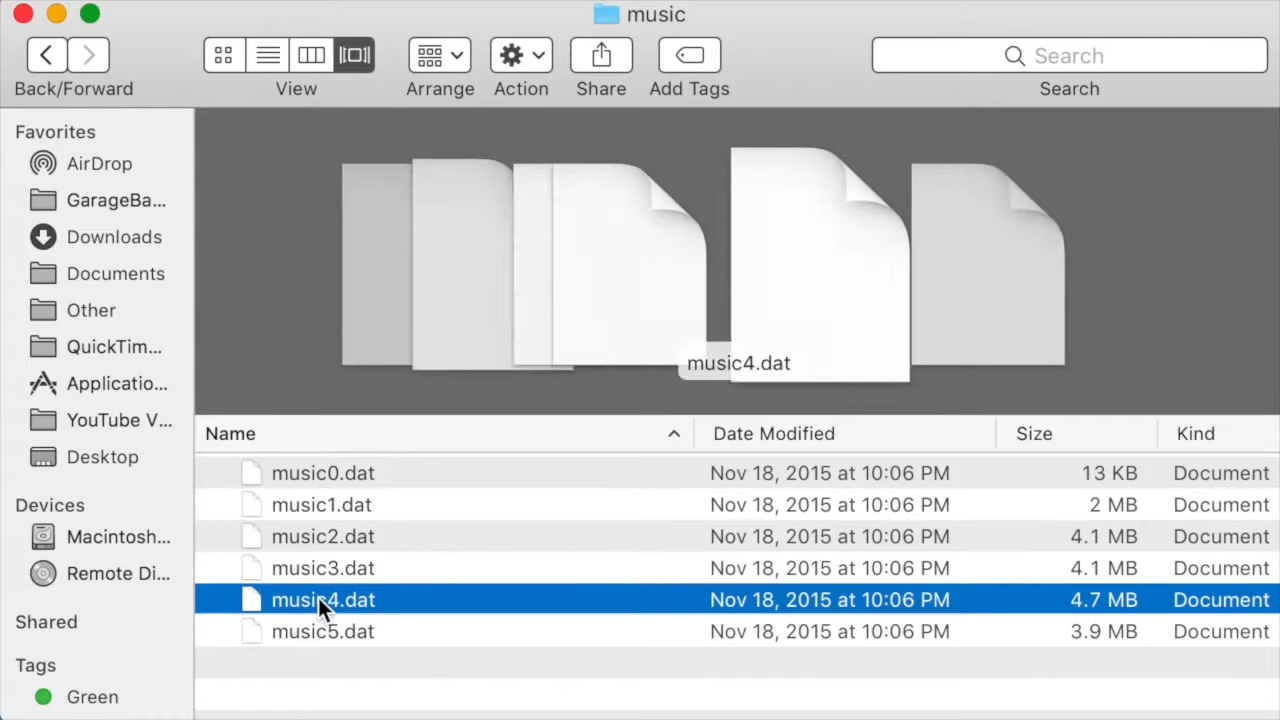 music
Search
Back/Forward
View
Arrange
Action
Share
Add Tags
Search
Favorites
AirDrop
GarageBa...
Downloads
Documents
Other
QuickTim...
Applicatio...
YouTube V...
Desktop
Devices
Macintosh...
Remote Di...
Shared
Tags
Green
music4.dat
Name Date Modified Size Kind
music0.dat Nov 18, 2015 at 10:06 PM 13 KB Document
music1.dat Nov 18, 2015 at 10:06 PM 2 MB Document
music2.dat Nov 18, 2015 at 10:06 PM 4.1 MB Document
music3.dat Nov 18, 2015 at 10:06 PM 4.1 MB Document
music4.dat Nov 18, 2015 at 10:06 PM 4.7 MB Document
music5.dat Nov 18, 2015 at 10:06 PM 3.9 MB Document